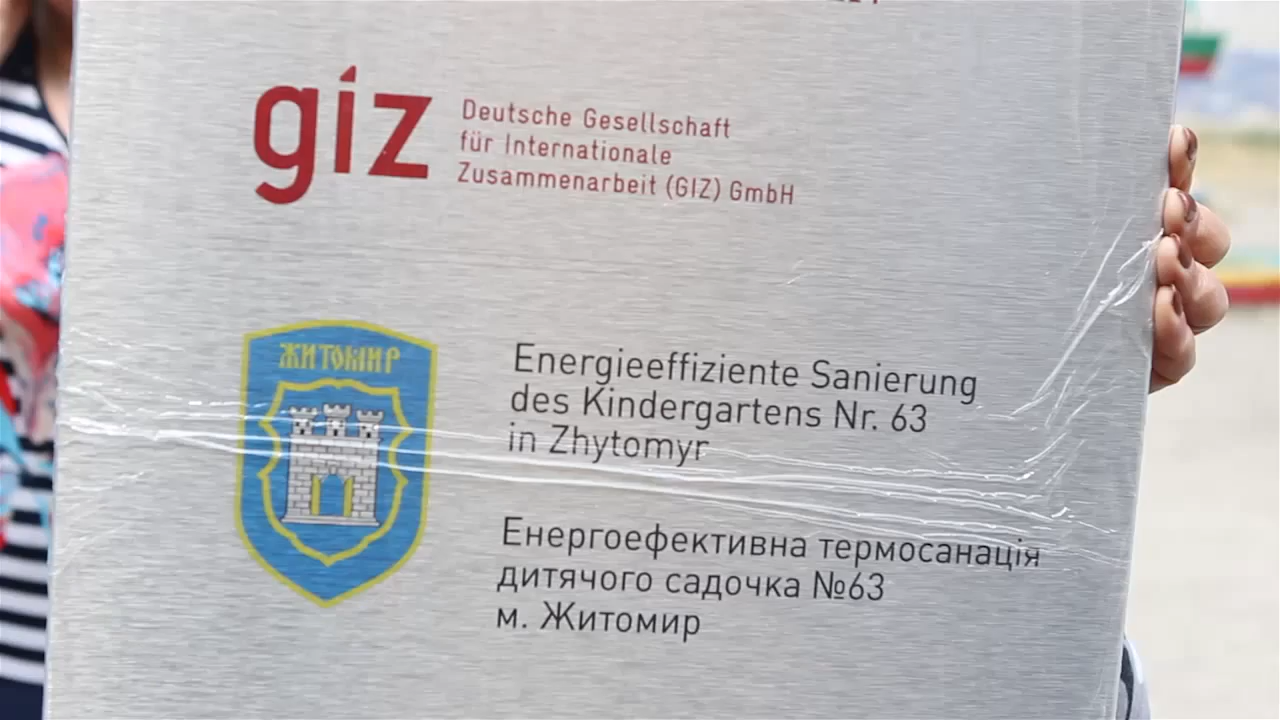 giz
Deutsche Gesellschaft
für Internationale
Zusammenarbeit (GIZ) GmbH
ЖИТОМИР
Energieeffiziente Sanierung
des Kindergartens Nr. 63
in Zhytomyr
Енергоефективна термосанація
дитячого садочка №63
м. Житомир